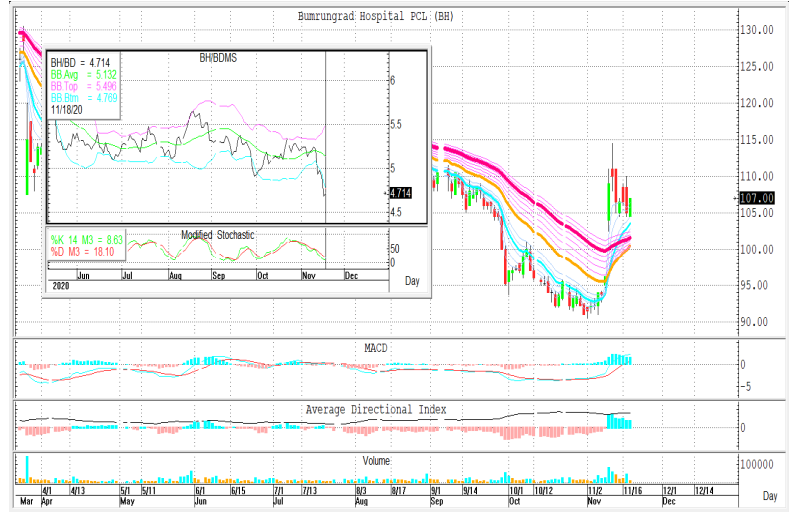 Bumrungrad Hospital PCL (BH)
130.00
125.00
120.00
115.00
110.00
107.00
105.00
100.00
95.00
90.00
BH/BDMS
BH/BD = 4.714
BB Avg = 5.132
BB Top = 5.496
BB Btm = 4.769
11/18/20
6
5.5
5
4.714
4.5
Modified Stochastic
%K 14 M3 = 8.63
%D M3 = 18.10
50
0
Jun Jul Aug Sep Oct Nov Dec
2020
Day
MACD
0
-5
Average Directional Index
0
Volume
100000
4/1 4/13 5/1 5/11 6/1 6/15 7/1 7/13 8/3 8/17 9/1 9/14 10/1 10/12 11/2 11/16 12/1 12/14
Mar Apr May Jun Jul Aug Sep Oct Nov Dec
Day